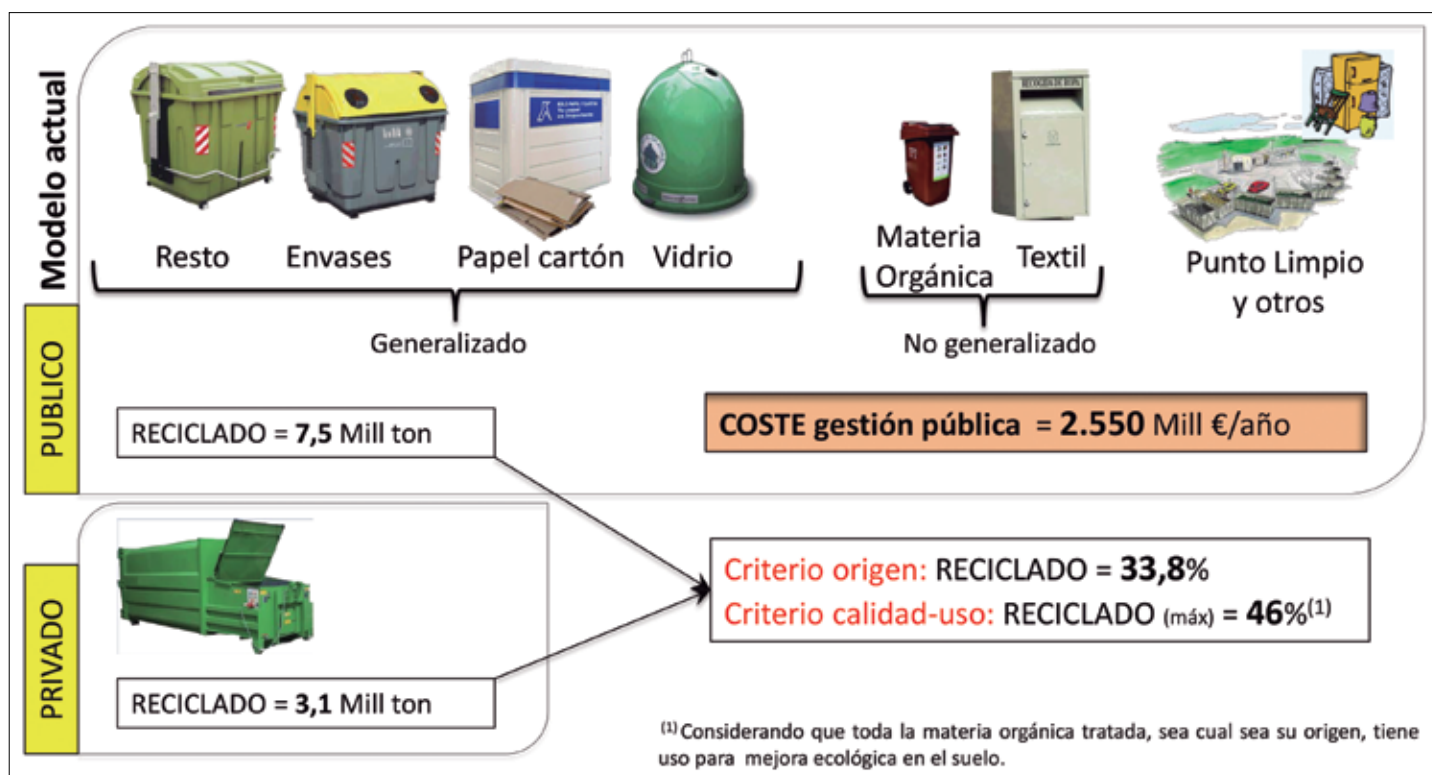 Modelo actual
Resto
Envases
Papel cartón
Vidrio
Materia
Orgánica
Textil
Punto Limpio
y otros
Generalizado
No generalizado
PUBLICO
RECICLADO = 7,5 Mill ton
COSTE gestión pública = 2.550 Mill €/año
PRIVADO
RECICLADO = 3,1 Mill ton
Criterio origen: RECICLADO = 33,8%
Criterio calidad-uso: RECICLADO (máx) = 46%(1)
(1) Considerando que toda la materia orgánica tratada, sea cual sea su origen, tiene
uso para mejora ecológica en el suelo.